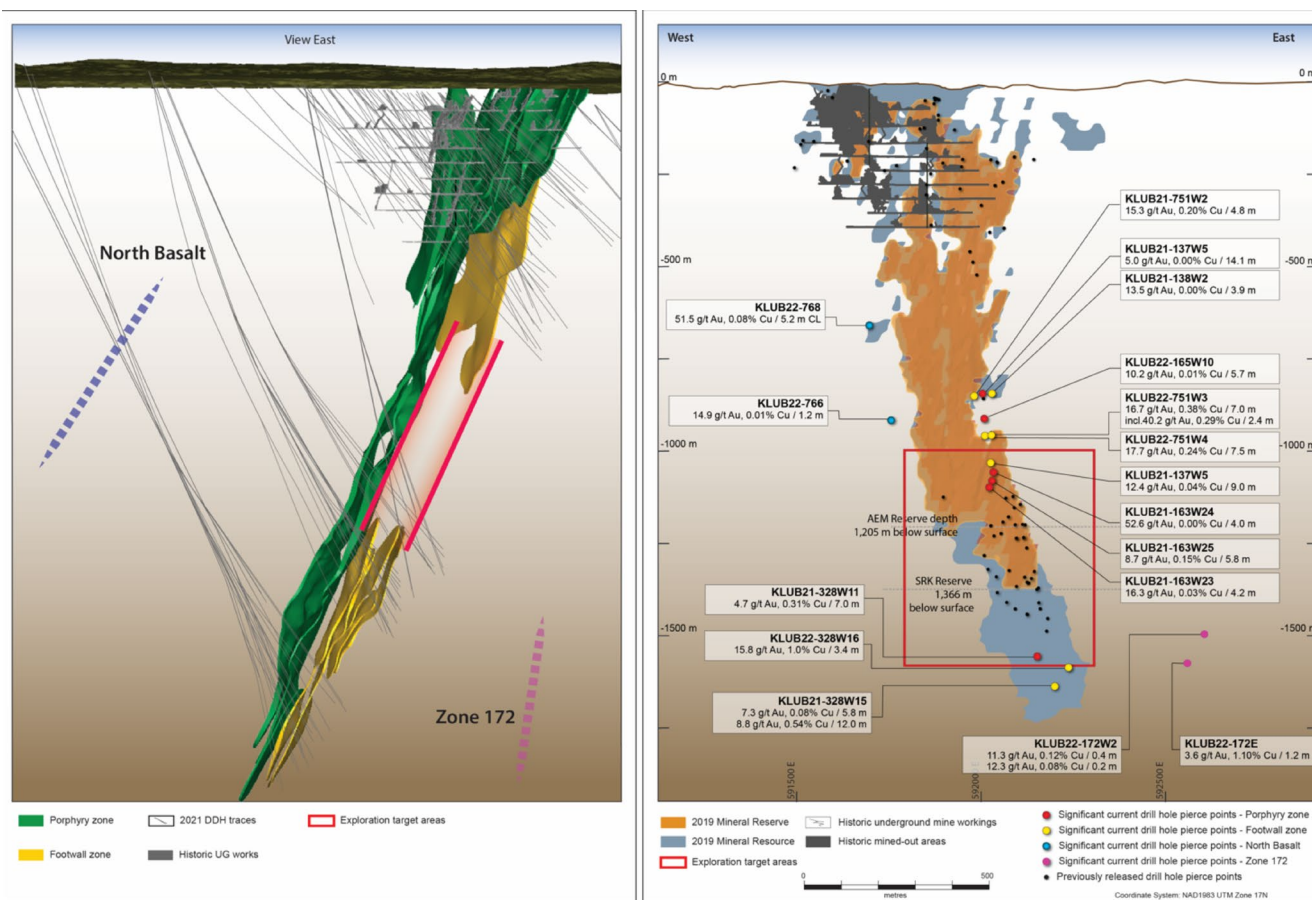 View East
North Basalt
Zone 172
Porphyry zone
2021 DDH traces
Exploration target areas
Footwall zone
Historic UG works
West
East
0 m
0 m
-500 m
-500 m
-1000 m
-1000 m
-1500 m
-1500 m
KLUB21-751W2
15.3 g/t Au, 0.20% Cu / 4.8 m
KLUB21-137W5
5.0 g/t Au, 0.00% Cu / 14.1 m
KLUB21-138W2
13.5 g/t Au, 0.00% Cu / 3.9 m
KLUB22-768
51.5 g/t Au, 0.08% Cu / 5.2 m CL
KLUB22-165W10
10.2 g/t Au, 0.01% Cu / 5.7 m
KLUB22-766
14.9 g/t Au, 0.01% Cu / 1.2 m
KLUB22-751W3
16.7 g/t Au, 0.38% Cu / 7.0 m
incl.40.2 g/t Au, 0.29% Cu / 2.4 m
KLUB22-751W4
17.7 g/t Au, 0.24% Cu / 7.5 m
KLUB21-137W5
12.4 g/t Au, 0.04% Cu / 9.0 m
KLUB21-163W24
52.6 g/t Au, 0.00% Cu / 4.0 m
AEM Reserve depth
1,205 m below surface
KLUB21-163W25
8.7 g/t Au, 0.15% Cu / 5.8 m
KLUB21-163W23
16.3 g/t Au, 0.03% Cu / 4.2 m
SRK Reserve
1,366 m
below surface
KLUB21-328W11
4.7 g/t Au, 0.31% Cu / 7.0 m
KLUB22-328W16
15.8 g/t Au, 1.0% Cu / 3.4 m
KLUB21-328W15
7.3 g/t Au, 0.08% Cu / 5.8 m
8.8 g/t Au, 0.54% Cu / 12.0 m
KLUB22-172W2
11.3 g/t Au, 0.12% Cu / 0.4 m
12.3 g/t Au, 0.08% Cu / 0.2 m
KLUB22-172E
3.6 g/t Au, 1.10% Cu / 1.2 m
591500 E
592000 E
592500 E
2019 Mineral Reserve
Historic underground mine workings
2019 Mineral Resource
Historic mined-out areas
Exploration target areas
0
500
metres
Significant current drill hole pierce points - Porphyry zone
Significant current drill hole pierce points - Footwall zone
Significant current drill hole pierce points - North Basalt
Significant current drill hole pierce points - Zone 172
Previously released drill hole pierce points
Coordinate System: NAD1983 UTM Zone 17N